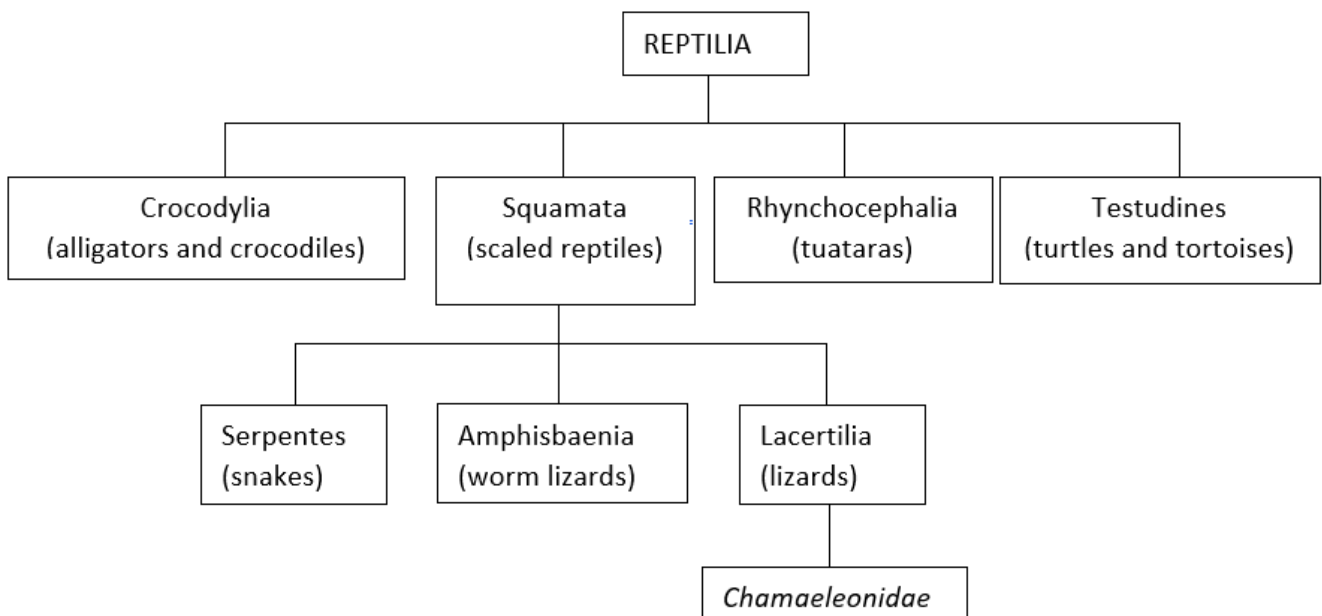 REPTILIA
Crocodylia
(alligators and crocodiles)
Squamata
(scaled reptiles)
Rhynchocephalia
(tuataras)
Testudines
(turtles and tortoises)
Serpentes
(snakes)
Amphisbaenia
(worm lizards)
Lacertilia
(lizards)
Chamaeleonidae